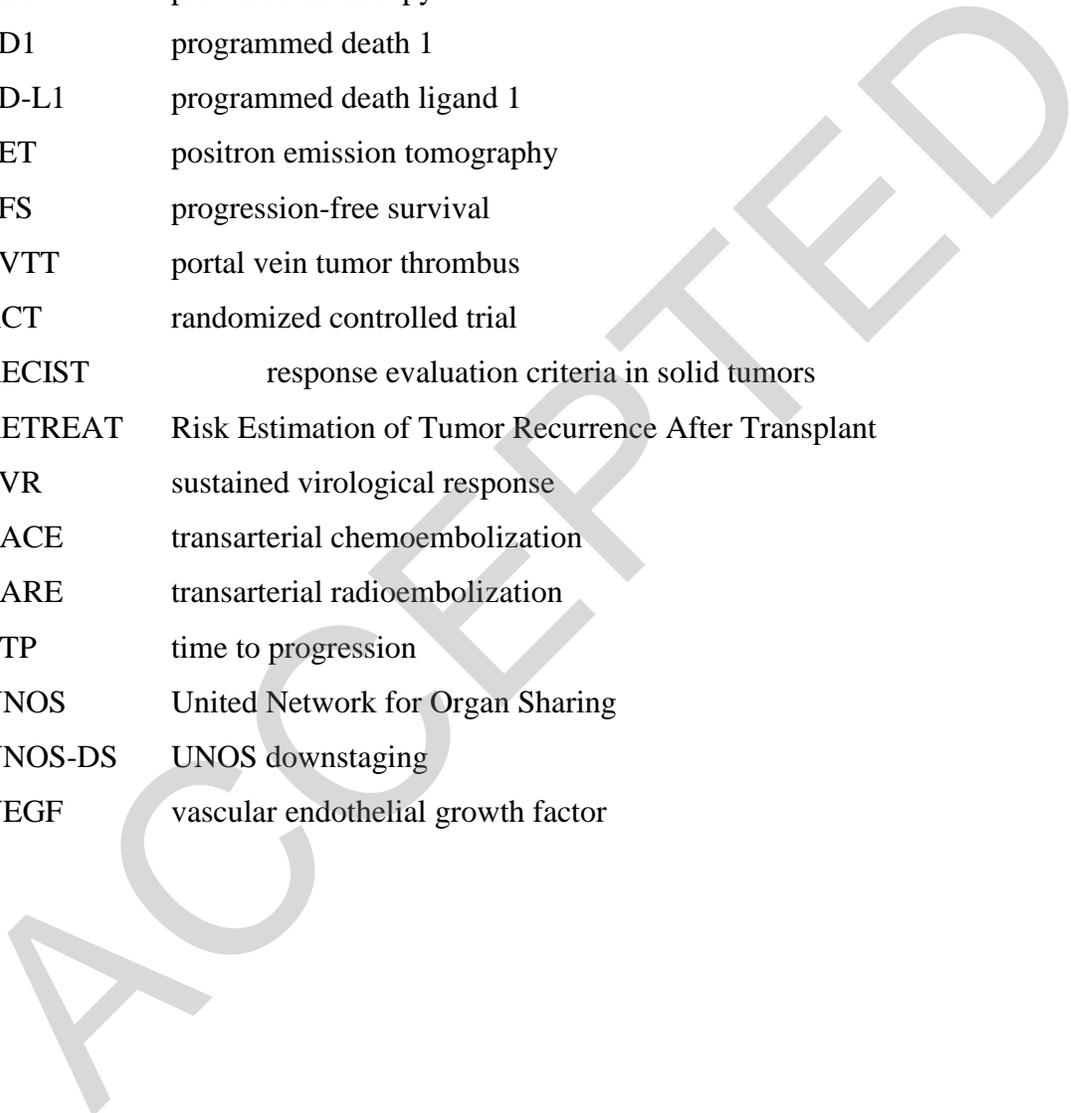 D1 programmed death 1
D-L1 programmed death ligand 1
ET positron emission tomography
FS progression-free survival
VTT portal vein tumor thrombus
CT randomized controlled trial
ECIST response evaluation criteria in solid tumors
ETREAT Risk Estimation of Tumor Recurrence After Transplant
VR sustained virological response
ACE transarterial chemoembolization
ARE transarterial radioembolization
TP time to progression
NOS United Network for Organ Sharing
NOS-DS UNOS downstaging
EGF vascular endothelial growth factor
ACCEPTED